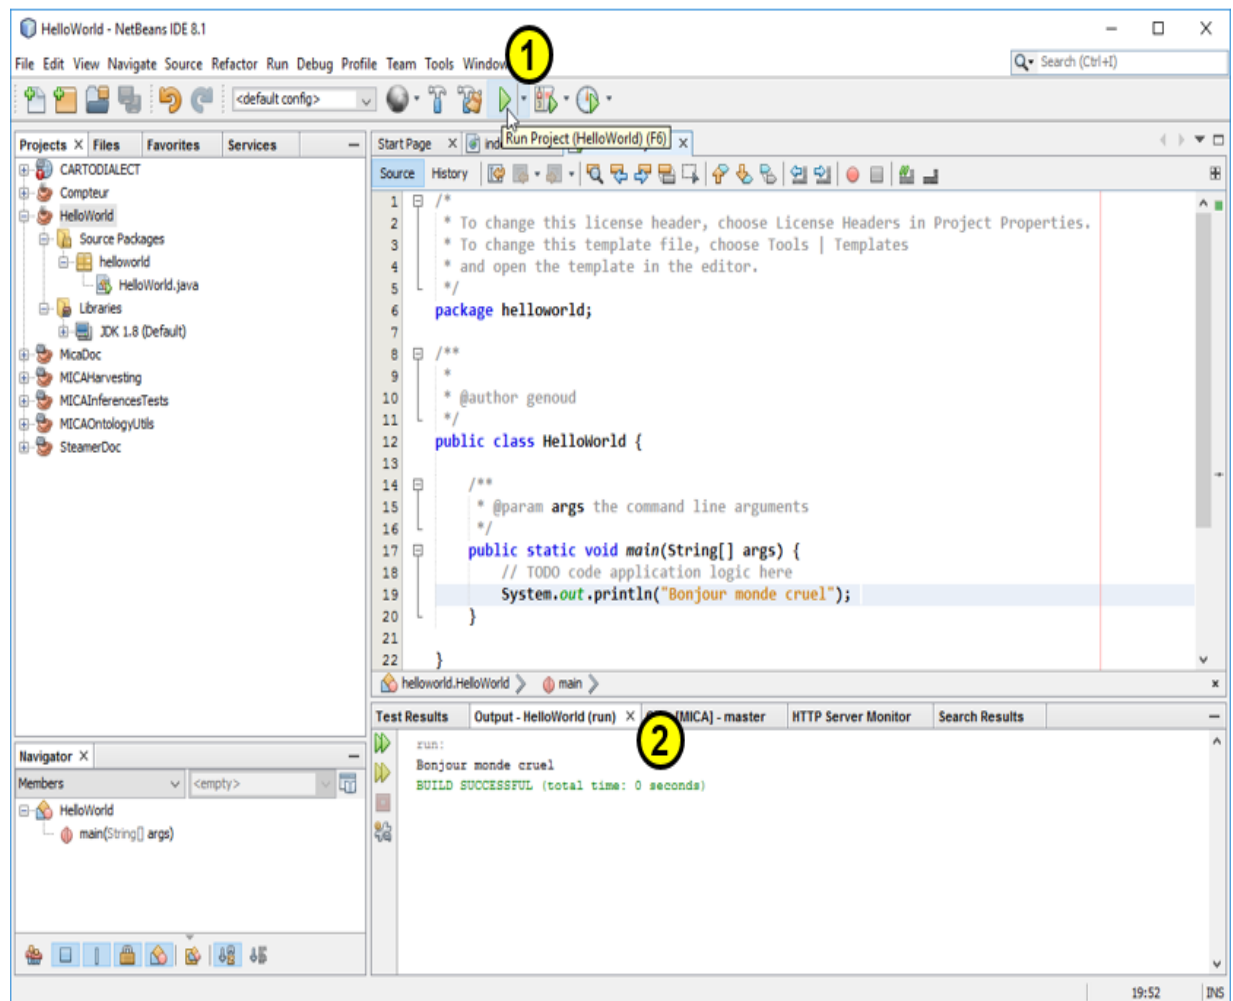 HelloWorld - NetBeans IDE 8.1
File Edit View Navigate Source Refactor Run Debug Profile Team Tools
1
Search (Ctrl+I)
<default config>
Run Project (HelloWorld) (F6)
Projects Files Favorites Services
Start Page
CARTODIALECT
Compteur
HelloWorld
Source Packages
helloworld
HelloWorld.java
Libraries
JDK 1.8 (Default)
MicaDoc
MICAHarvesting
MICAInferencesTests
MICAOntologyUtils
SteamerDoc
Source History
1 /*
2 * To change this license header, choose License Headers in Project Properties.
3 * To change this template file, choose Tools | Templates
4 * and open the template in the editor.
5 */
6 package helloworld;
7
8 /**
9 *
10 * @author genoud
11 */
12 public class HelloWorld {
13
14 /**
15 * @param args the command line arguments
16 */
17 public static void main(String[] args) {
18 // TODO code application logic here
19 System.out.println("Bonjour monde cruel");
20 }
21
22 }
helloworld.HelloWorld main
Test Results Output - HelloWorld (run) [MICA] - master HTTP Server Monitor Search Results
2
run:
Bonjour monde cruel
BUILD SUCCESSFUL (total time: 0 seconds)
Navigator
Members <empty>
HelloWorld
main(String[] args)
19:52 INS